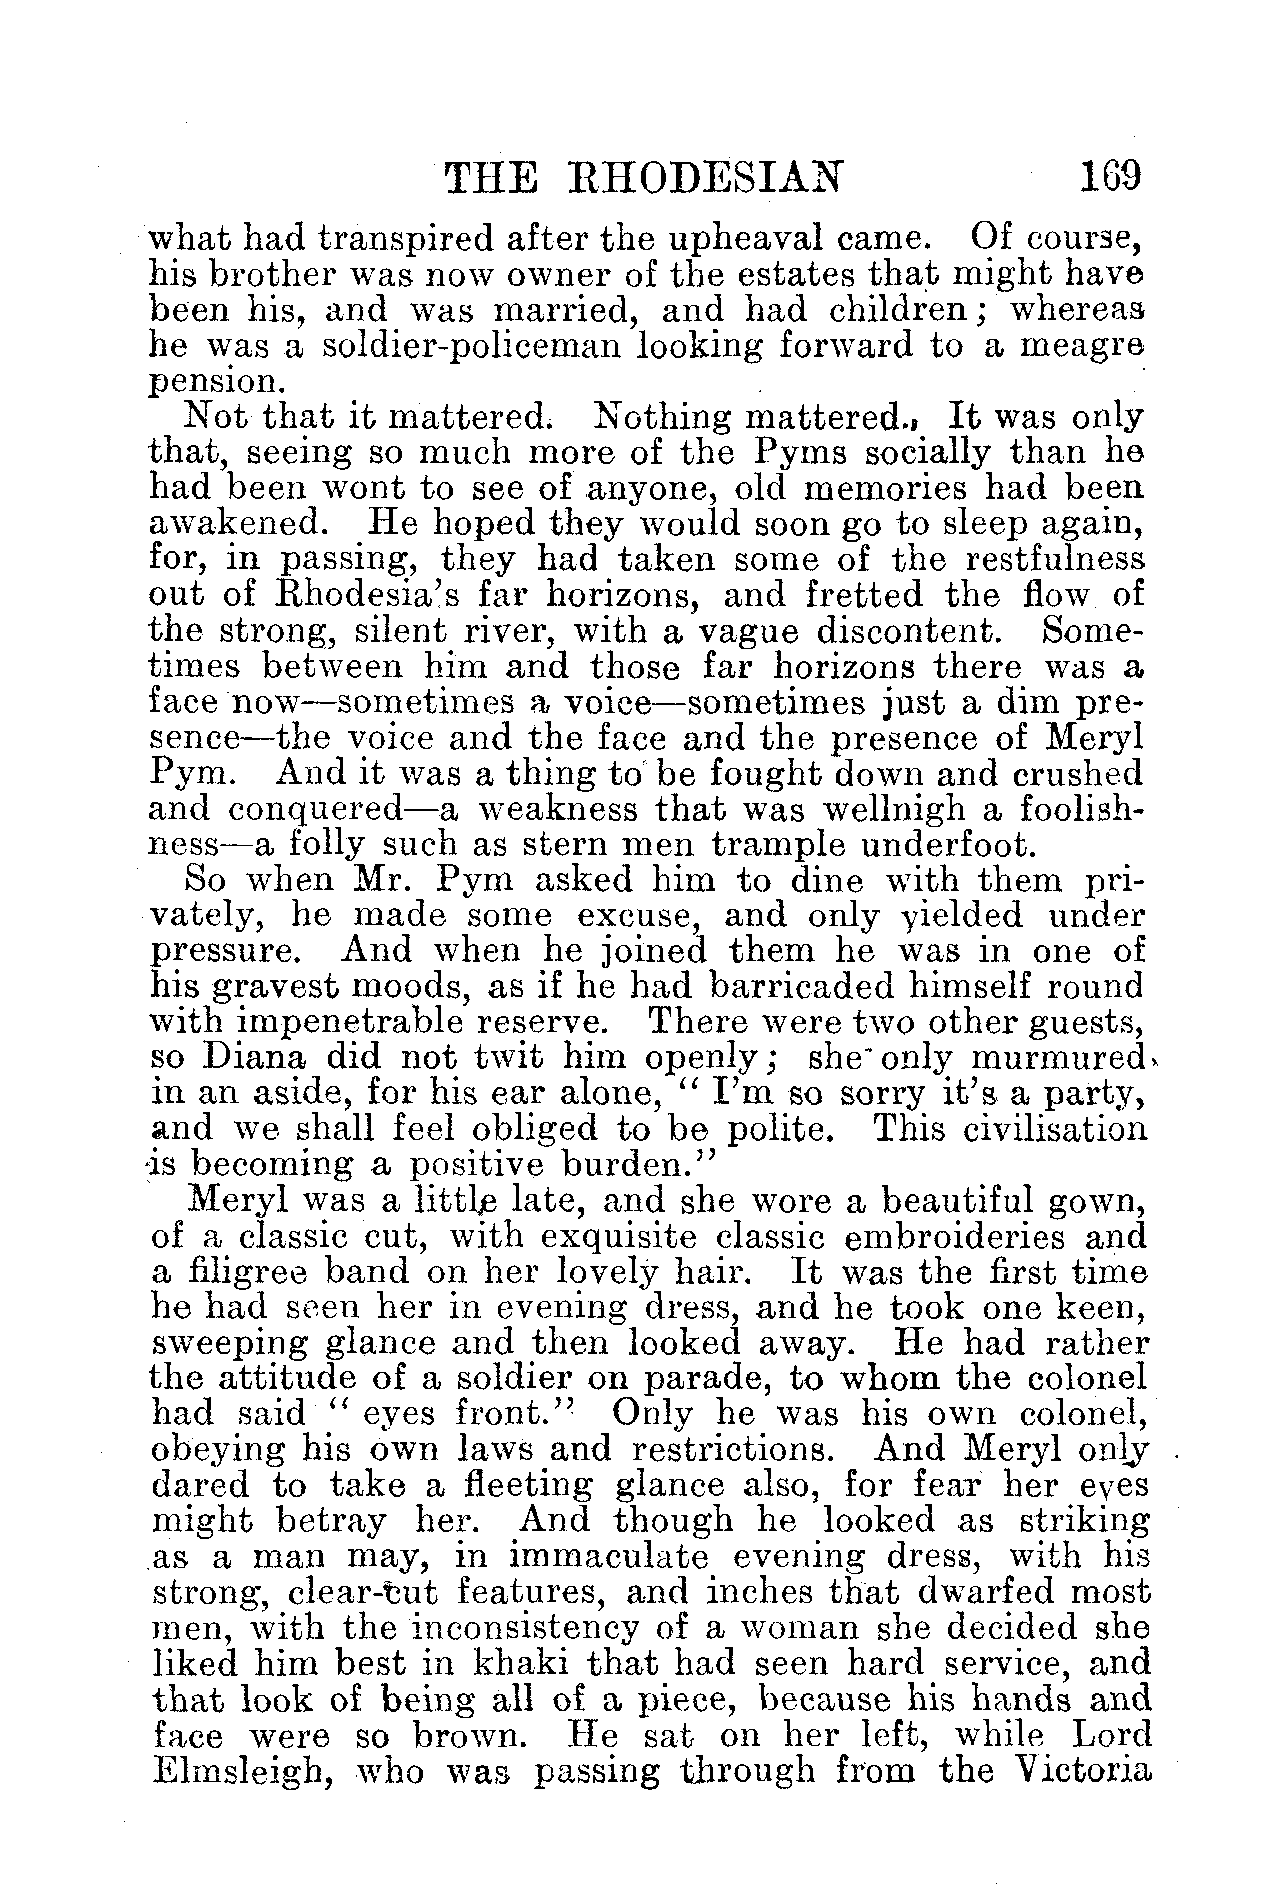 THE RHODESIAN 169
what had transpired after the upheaval came. Of course,
his brother was now owner of the estates that might have
been his, and was married, and had children; whereas
he was a soldier-policeman looking forward to a meagre
pension.
Not that it mattered. Nothing mattered. It was only
that, seeing so much more of the Pyms socially than he
had been wont to see of anyone, old memories had been
awakened. He hoped they would soon go to sleep again,
for, in passing, they had taken some of the restfulness
out of Rhodesia's far horizons, and fretted the flow of
the strong, silent river, with a vague discontent. Some-
times between him and those far horizons there was a
face now—sometimes a voice—sometimes just a dim pre-
sence—the voice and the face and the presence of Meryl
Pym. And it was a thing to be fought down and crushed
and conquered—a weakness that was wellnigh a foolish-
ness—a folly such as stern men trample underfoot.
So when Mr. Pym asked him to dine with them pri-
vately, he made some excuse, and only yielded under
pressure. And when he joined them he was in one of
his gravest moods, as if he had barricaded himself round
with impenetrable reserve. There were two other guests,
so Diana did not twit him openly; she only murmured,
in an aside, for his ear alone, "I'm so sorry it's a party,
and we shall feel obliged to be polite. This civilisation
is becoming a positive burden."
Meryl was a little late, and she wore a beautiful gown,
of a classic cut, with exquisite classic embroideries and
a filigree band on her lovely hair. It was the first time
he had seen her in evening dress, and he took one keen,
sweeping glance and then looked away. He had rather
the attitude of a soldier on parade, to whom the colonel
had said "eyes front." Only he was his own colonel,
obeying his own laws and restrictions. And Meryl only
dared to take a fleeting glance also, for fear her eyes
might betray her. And though he looked as striking
as a man may, in immaculate evening dress, with his
strong, clear-cut features, and inches that dwarfed most
men, with the inconsistency of a woman she decided she
liked him best in khaki that had seen hard service, and
that look of being all of a piece, because his hands and
face were so brown. He sat on her left, while Lord
Elmsleigh, who was passing through from the Victoria